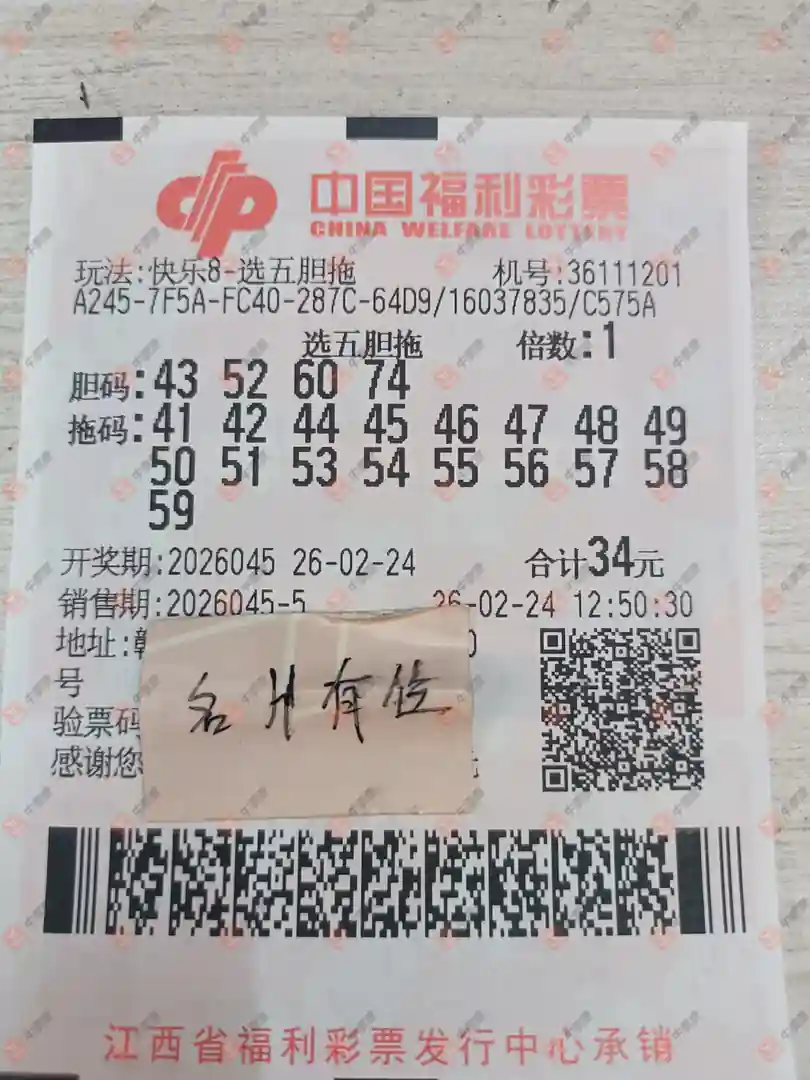 中国福利彩票
CHINA WELFARE LOTTERY
玩法:快乐8-选五胆拖 机号:36111201
A245-7F5A-FC40-287C-64D9/16037835/C575A
选五胆拖 倍数:1
胆码:43 52 60 74
拖码:41 42 44 45 46 47 48 49
50 51 53 54 55 56 57 58
59
开奖期:2026045 26-02-24 合计34元
销售期:2026045-5 26-02-24 12:50:30
地址:赣
号
验票码
感谢您
名片有位
江西省福利彩票发行中心承销